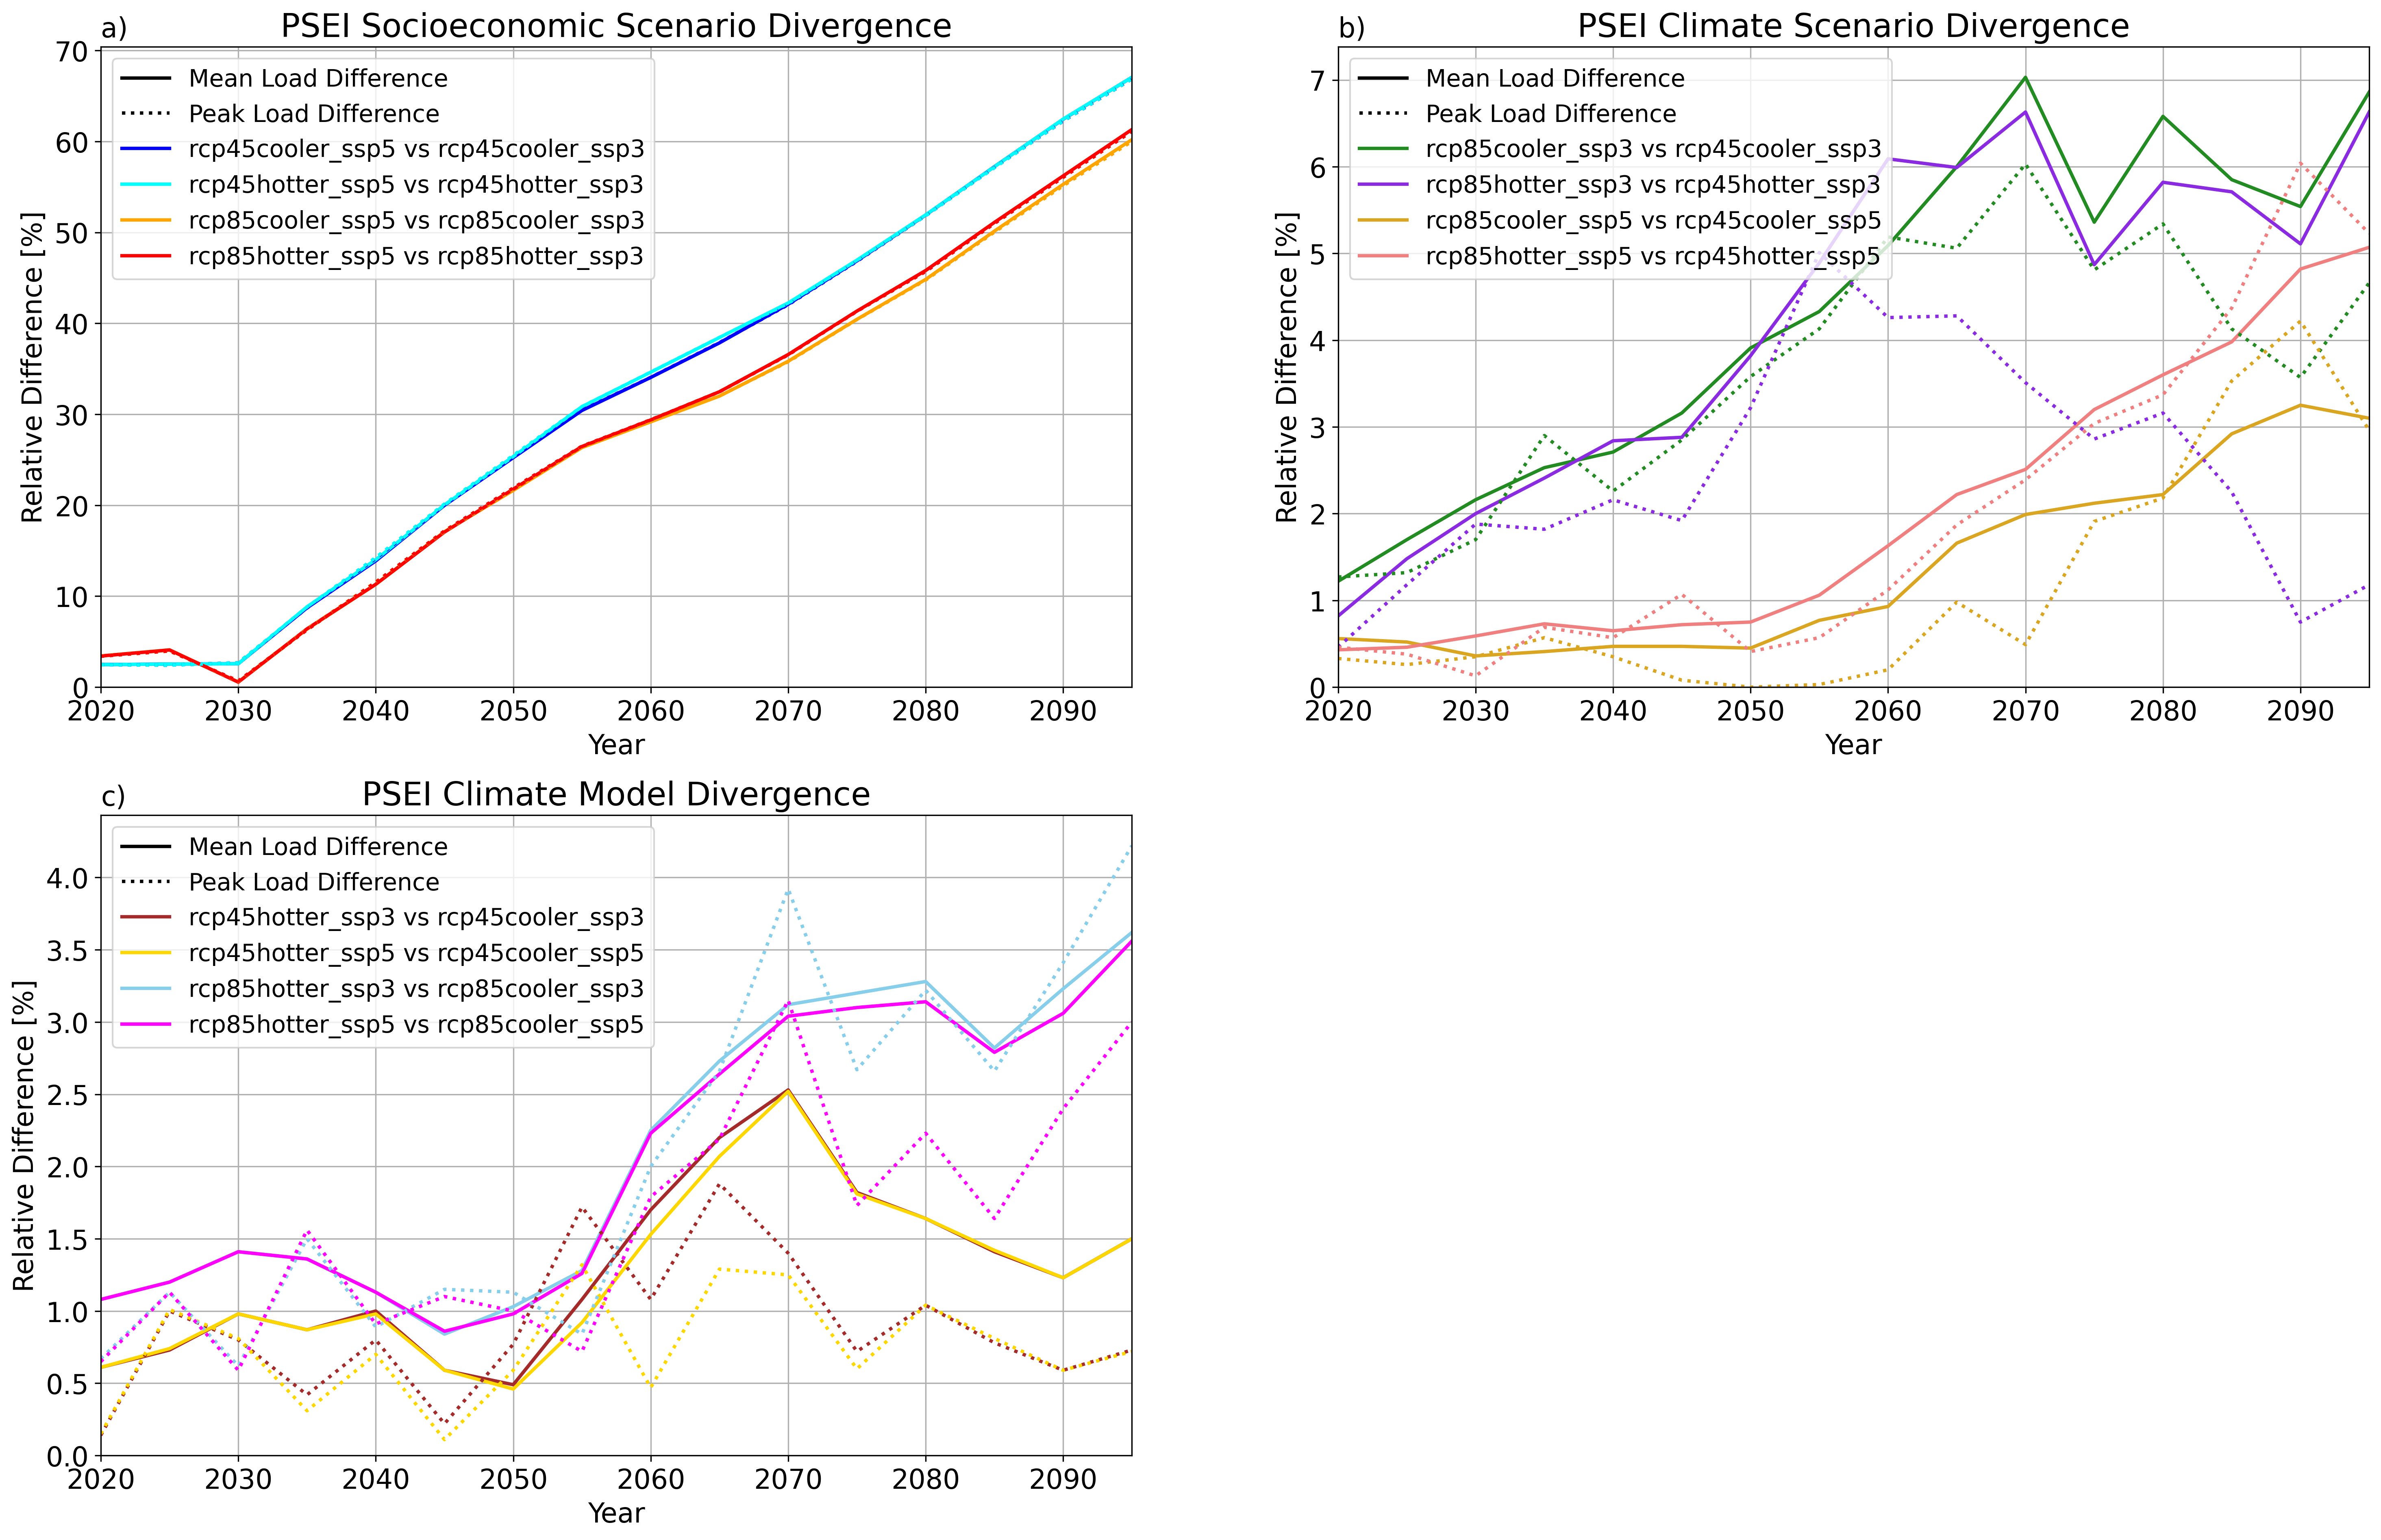 a)
PSEI Socioeconomic Scenario Divergence
Mean Load Difference
Peak Load Difference
rcp45cooler_ssp5 vs rcp45cooler_ssp3
rcp45hotter_ssp5 vs rcp45hotter_ssp3
rcp85cooler_ssp5 vs rcp85cooler_ssp3
rcp85hotter_ssp5 vs rcp85hotter_ssp3
Relative Difference [%]
70
60
50
40
30
20
10
0
2020 2030 2040 2050 2060 2070 2080 2090
Year
b)
PSEI Climate Scenario Divergence
Mean Load Difference
Peak Load Difference
rcp85cooler_ssp3 vs rcp45cooler_ssp3
rcp85hotter_ssp3 vs rcp45hotter_ssp3
rcp85cooler_ssp5 vs rcp45cooler_ssp5
rcp85hotter_ssp5 vs rcp45hotter_ssp5
Relative Difference [%]
7
6
5
4
3
2
1
0
2020 2030 2040 2050 2060 2070 2080 2090
Year
c)
PSEI Climate Model Divergence
Mean Load Difference
Peak Load Difference
rcp45hotter_ssp3 vs rcp45cooler_ssp3
rcp45hotter_ssp5 vs rcp45cooler_ssp5
rcp85hotter_ssp3 vs rcp85cooler_ssp3
rcp85hotter_ssp5 vs rcp85cooler_ssp5
Relative Difference [%]
4.0
3.5
3.0
2.5
2.0
1.5
1.0
0.5
0.0
2020 2030 2040 2050 2060 2070 2080 2090
Year